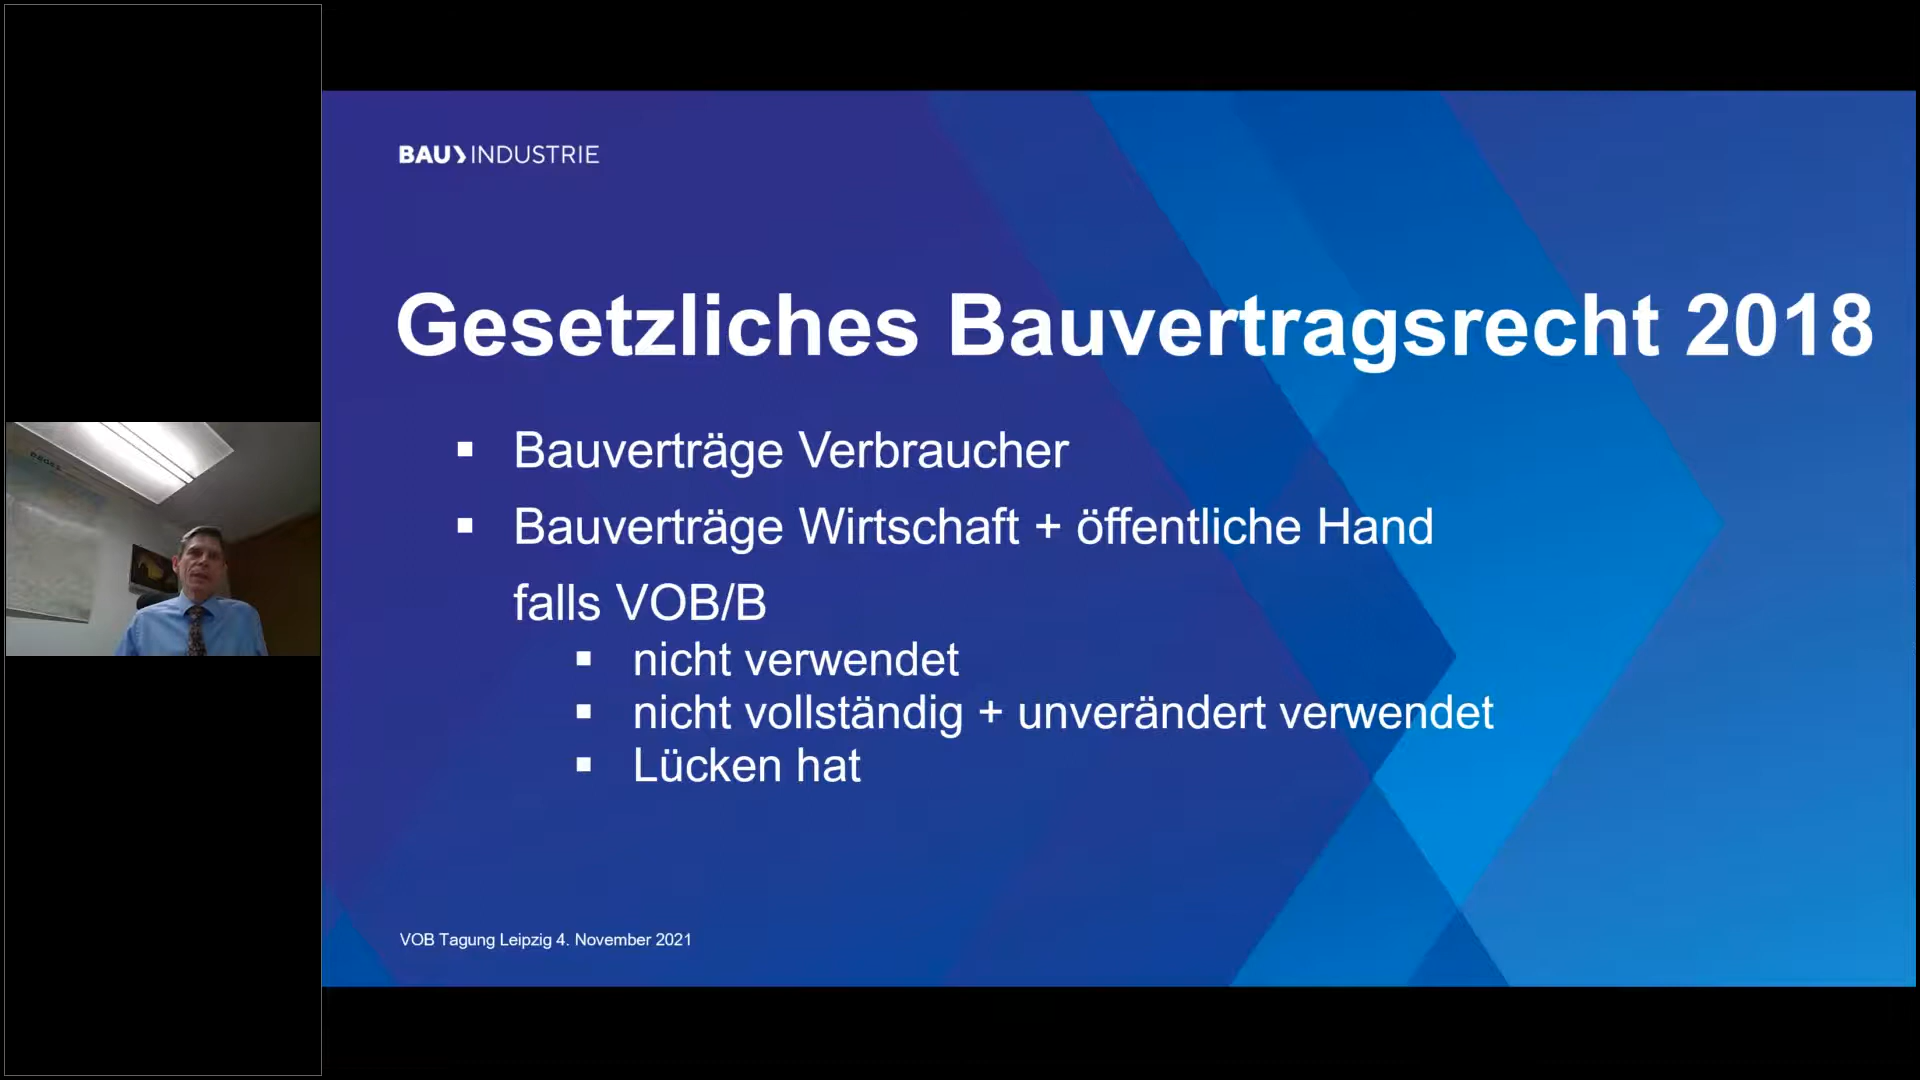 BAU INDUSTRIE
Gesetzliches Bauvertragsrecht 2018
▪ Bauverträge Verbraucher
▪ Bauverträge Wirtschaft + öffentliche Hand
falls VOB/B
▪ nicht verwendet
▪ nicht vollständig + unverändert verwendet
▪ Lücken hat
VOB Tagung Leipzig 4. November 2021